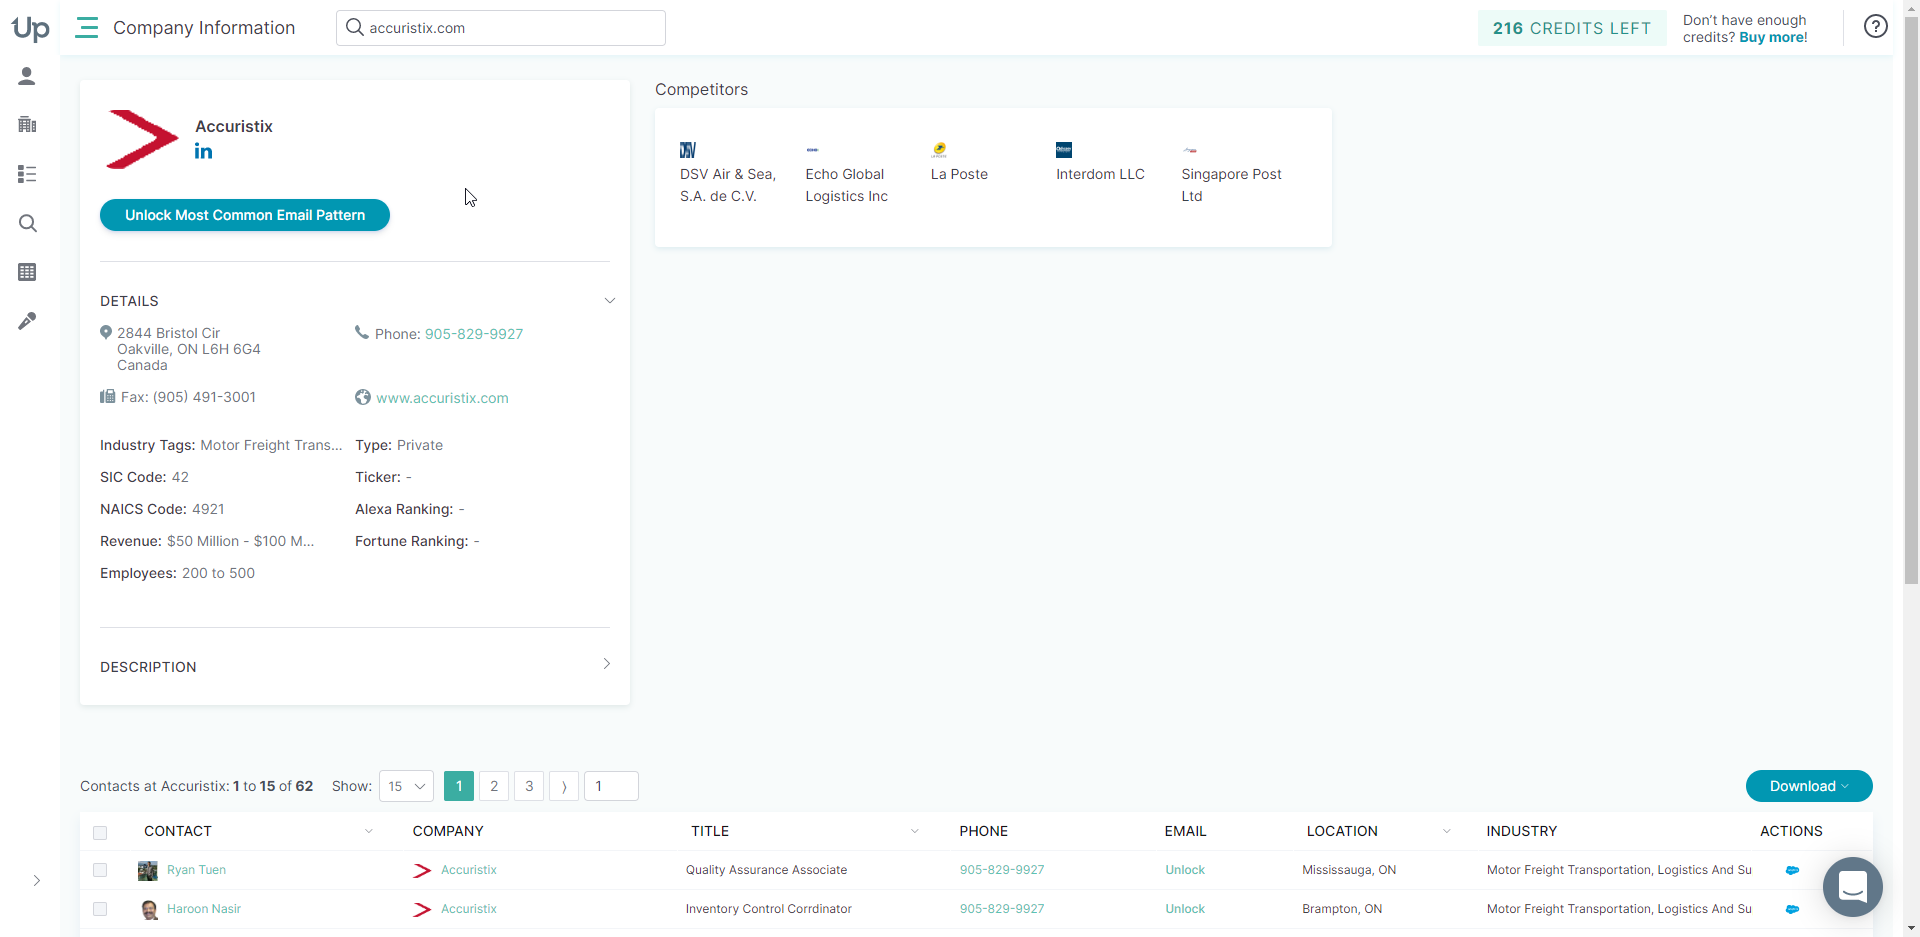 Up
Company Information
accuristix.com
216 CREDITS LEFT
Don't have enough
credits? Buy more!
?
Accuristix
in
Unlock Most Common Email Pattern
Competitors
DSV
DSV Air & Sea,
S.A. de C.V.
Echo Global
Logistics Inc
La Poste
Interdom LLC
Singapore Post
Ltd
DETAILS
2844 Bristol Cir
Oakville, ON L6H 6G4
Canada
Phone: 905-829-9927
Fax: (905) 491-3001
www.accuristix.com
Industry Tags: Motor Freight Trans...
Type: Private
SIC Code: 42
Ticker: -
NAICS Code: 4921
Alexa Ranking: -
Revenue: $50 Million - $100 M...
Fortune Ranking: -
Employees: 200 to 500
DESCRIPTION
Contacts at Accuristix: 1 to 15 of 62 Show: 15 1 2 3 1
Download
CONTACT COMPANY TITLE PHONE EMAIL LOCATION INDUSTRY ACTIONS
Ryan Tuen Accuristix Quality Assurance Associate 905-829-9927 Unlock Mississauga, ON Motor Freight Transportation, Logistics And Su
Haroon Nasir Accuristix Inventory Control Corrdinator 905-829-9927 Unlock Brampton, ON Motor Freight Transportation, Logistics And Su